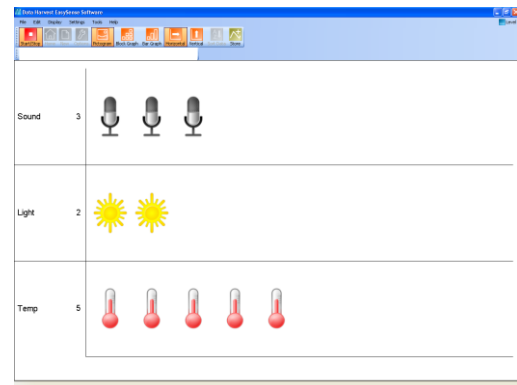 Data Harvest EasySense Software
File Edit Display Settings Tools Help
Start/Stop Pictogram Block Graph Bar Graph Horizontal Vertical Store
Sound 3
Light 2
Temp 5